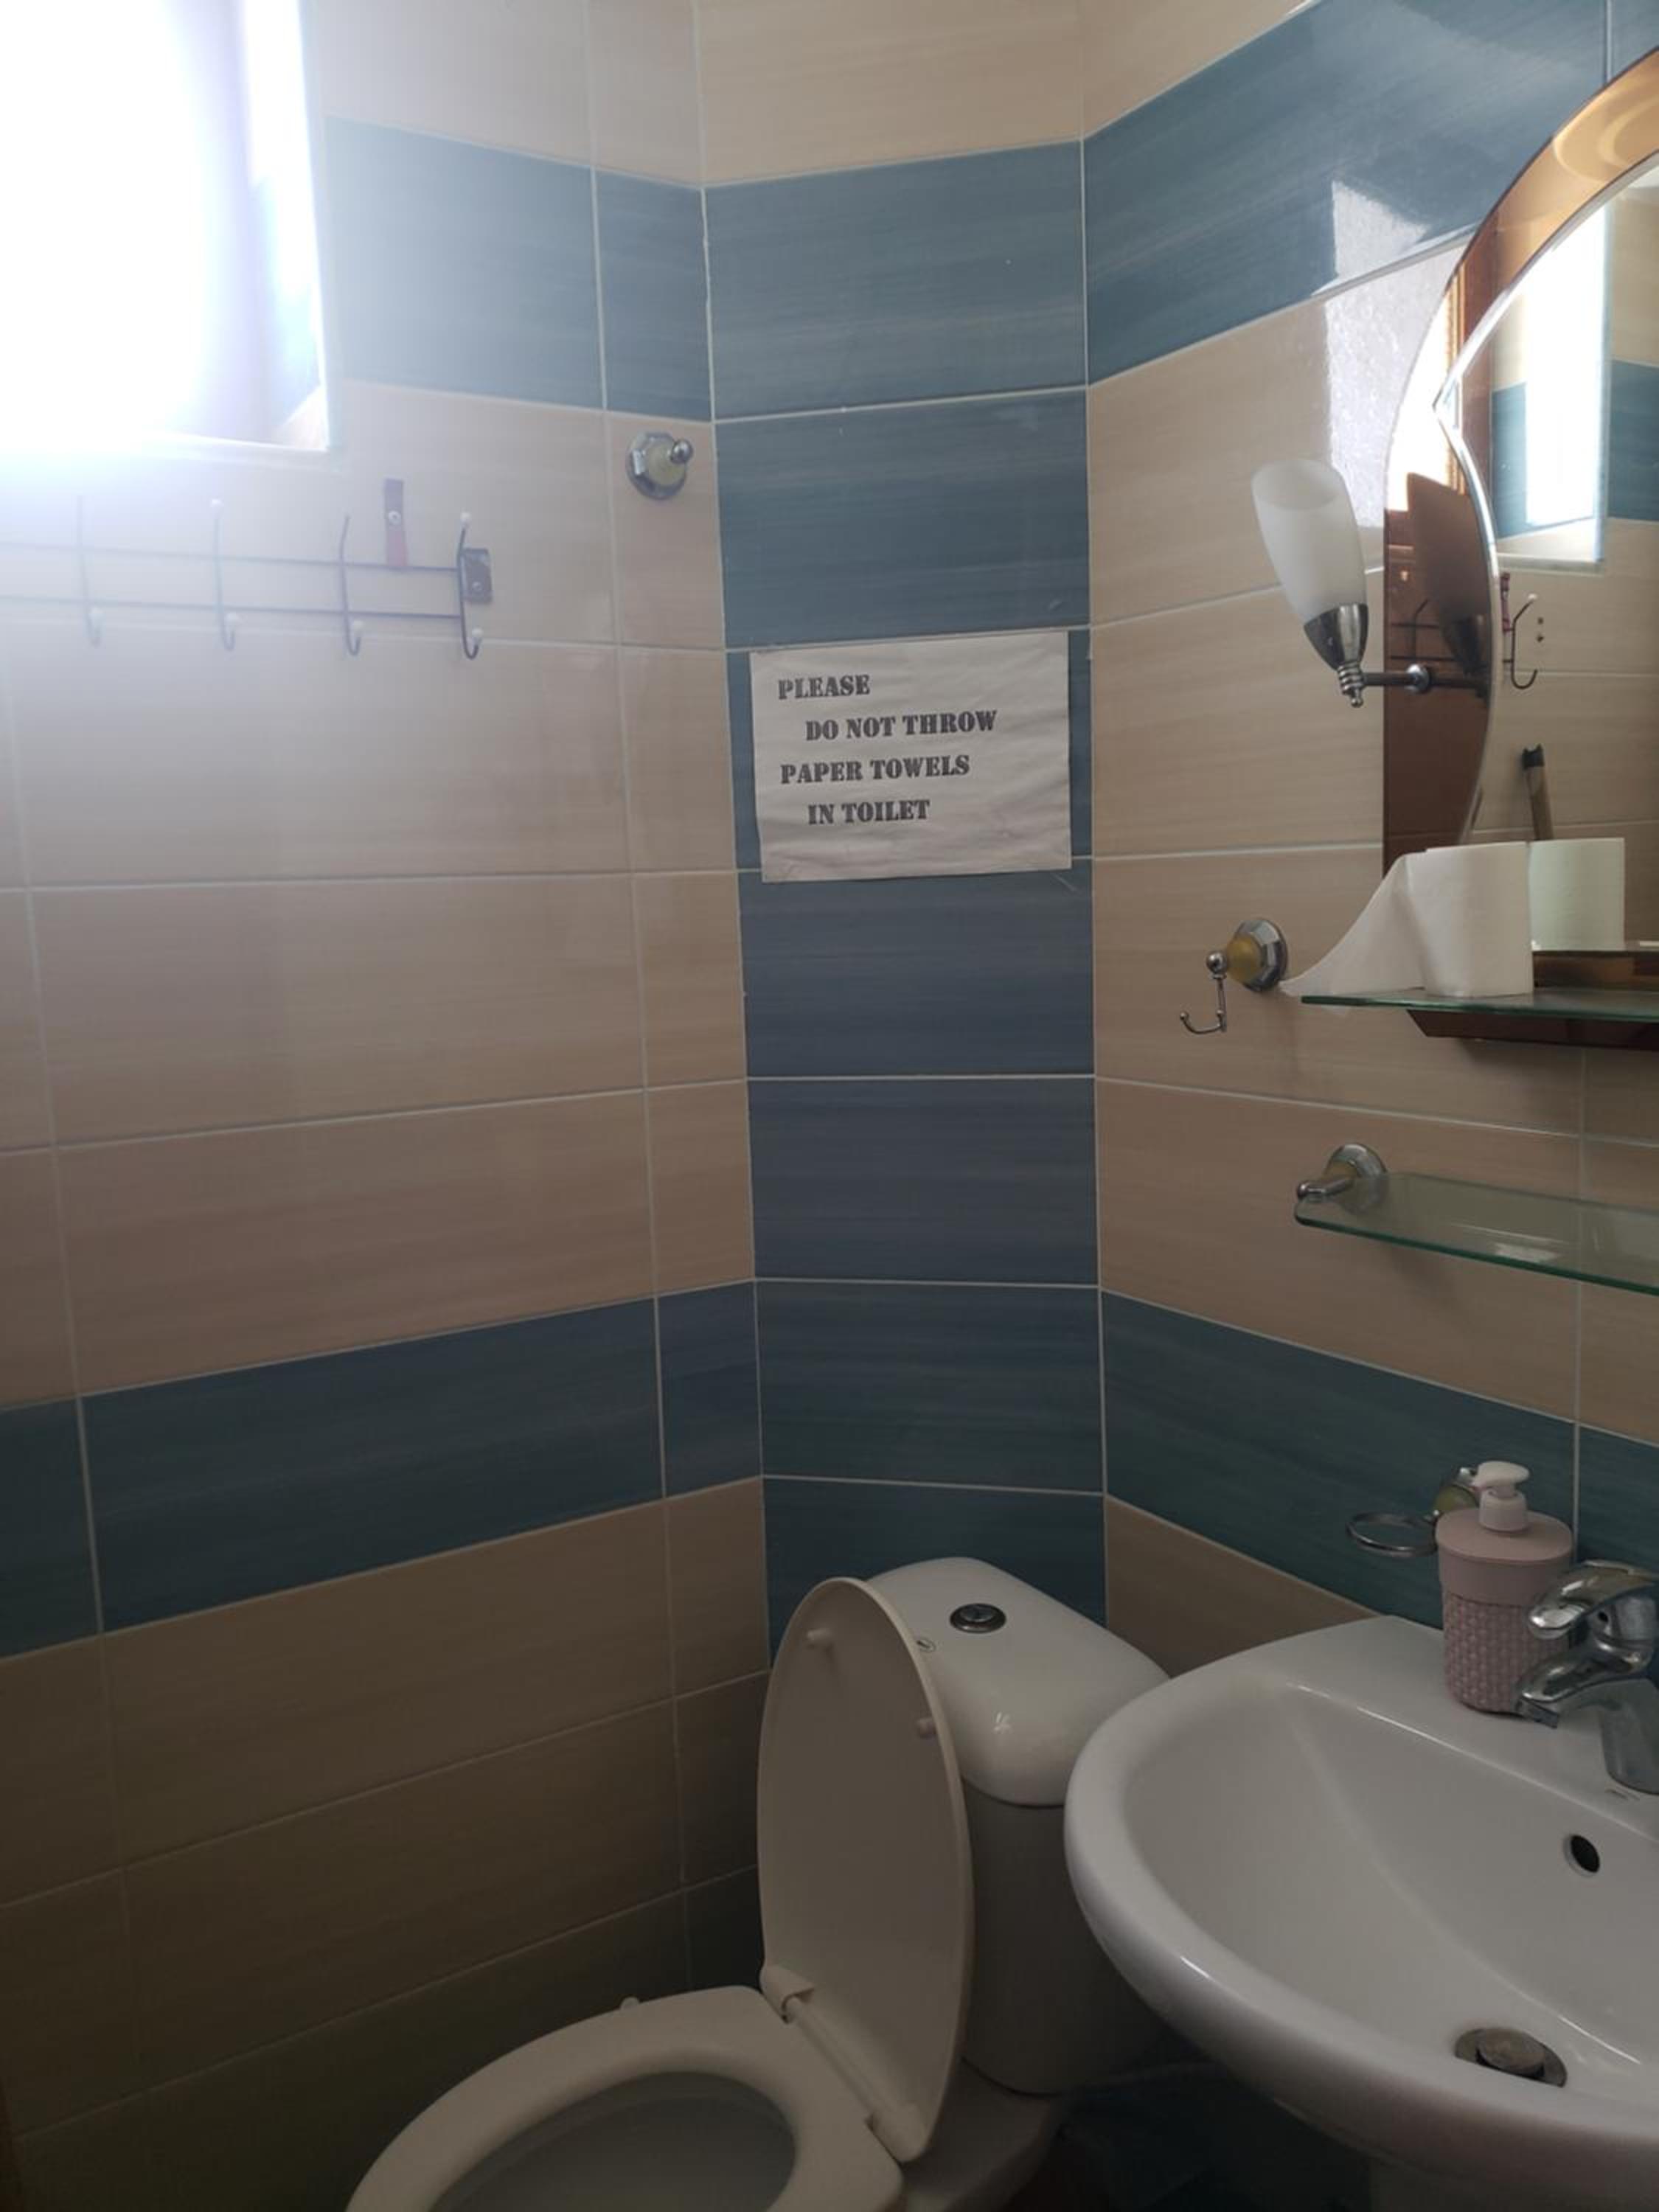 PLEASE
DO NOT THROW
PAPER TOWELS
IN TOILET